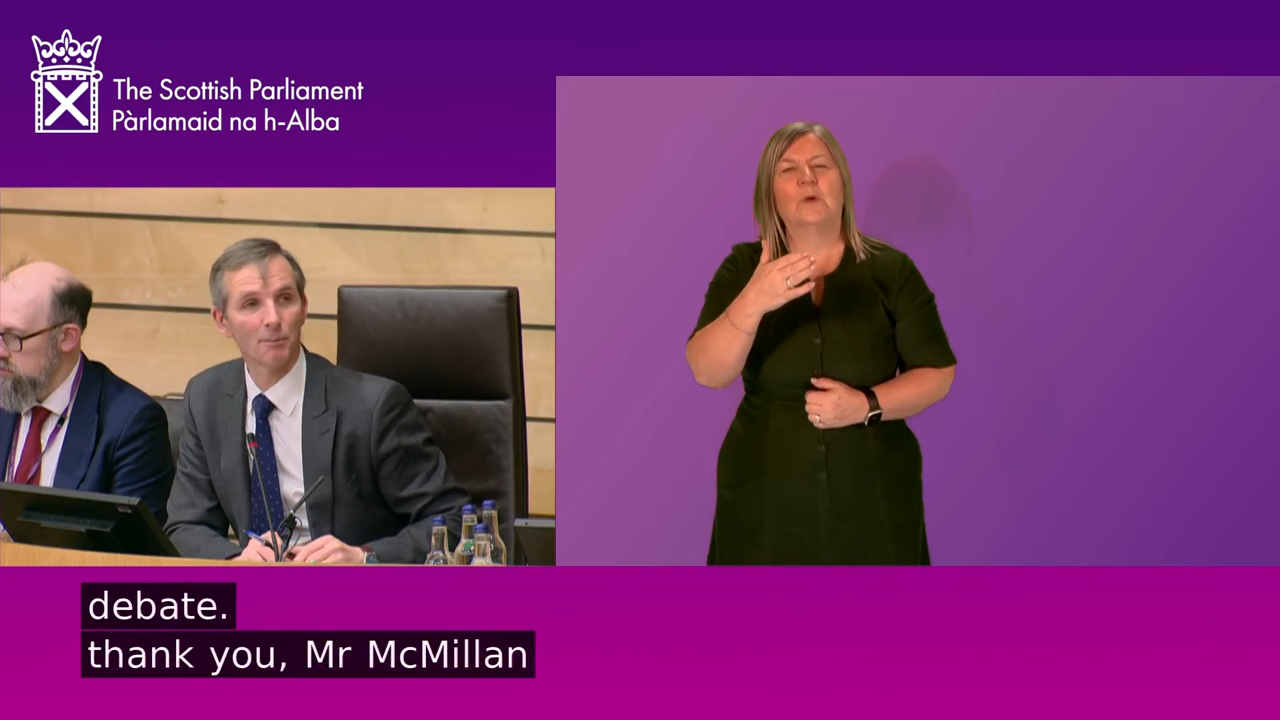 The Scottish Parliament
Pàrlamaid na h-Alba
debate.
thank you, Mr McMillan